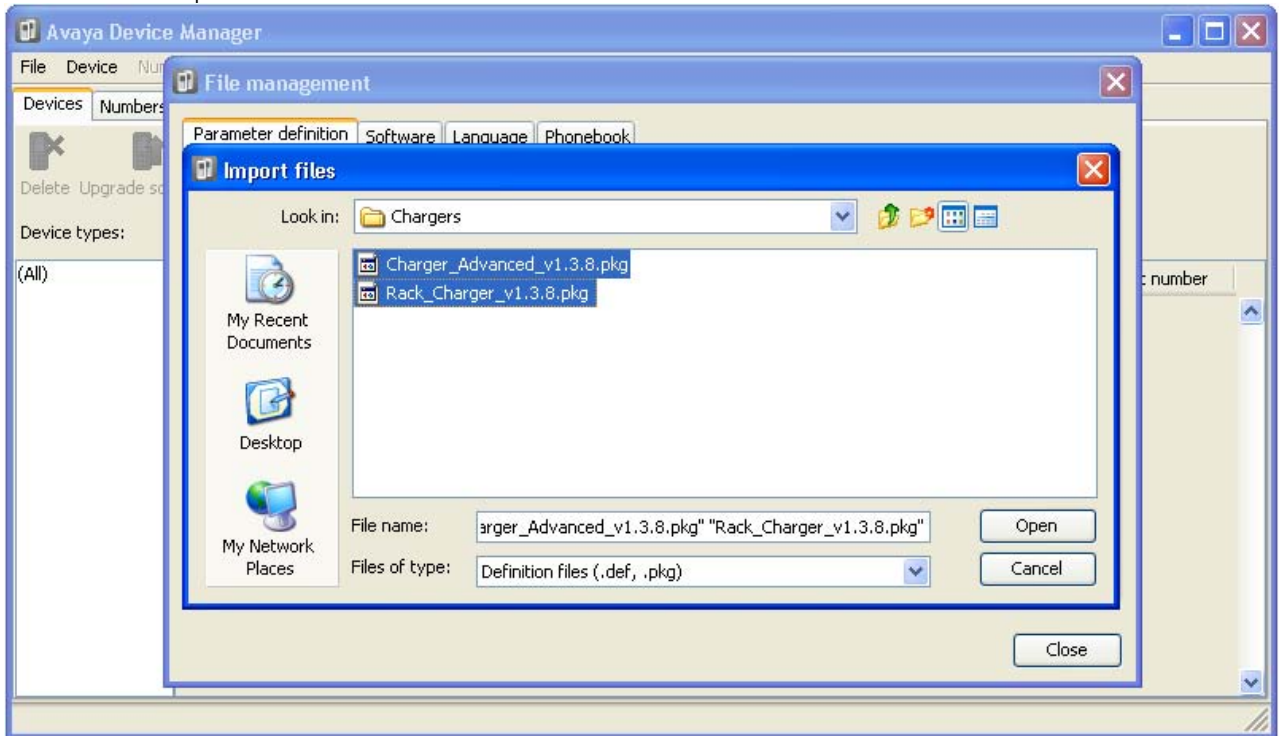 Avaya Device Manager
File Device
File management
Devices Numbers
Parameter definition Software Language Phonebook
Import files
Delete Upgrade
Look in: Chargers
Device types:
(All)
Charger_Advanced_v1.3.8.pkg
number
Rack_Charger_v1.3.8.pkg
My Recent
Documents
Desktop
File name: arger_Advanced_v1.3.8.pkg" "Rack_Charger_v1.3.8.pkg" Open
My Network
Places
Files of type: Definition files (.def, .pkg) Cancel
Close